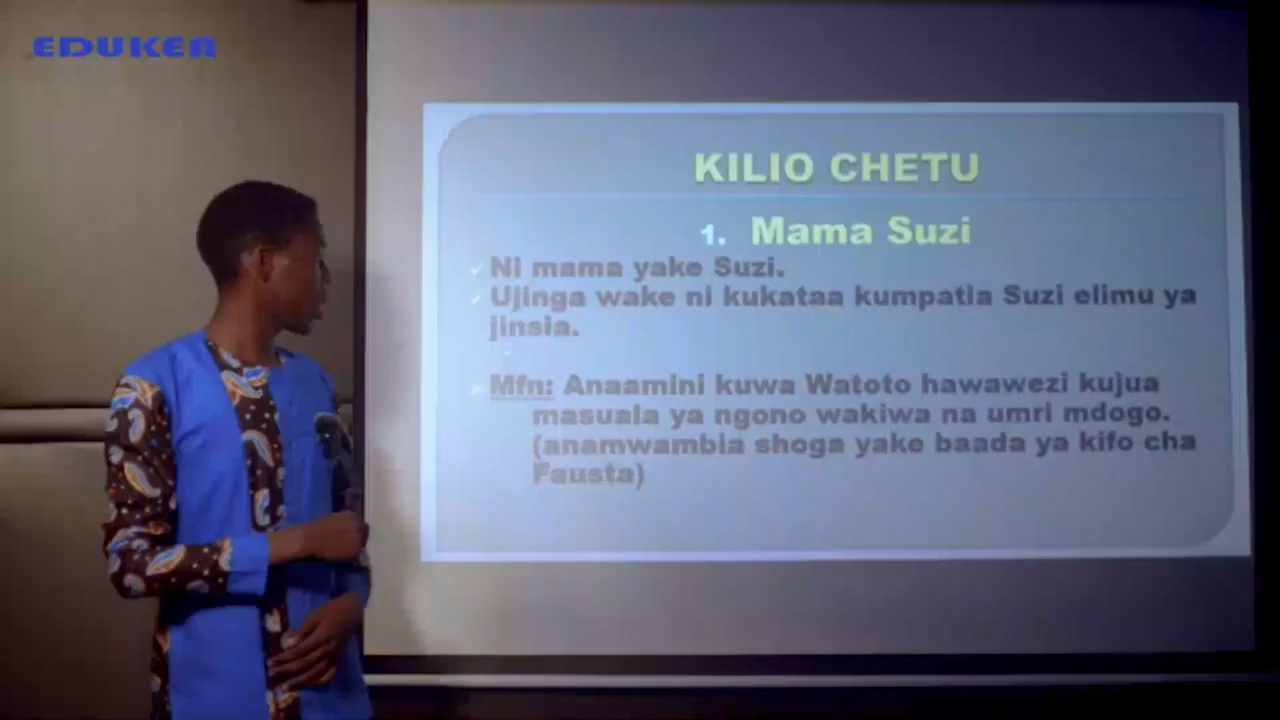 EDUKEA
KILIO CHETU
1. Mama Suzi
Ni mama yake Suzi.
Ujinga wake ni kukataa kumpatia Suzi elimu ya
jinsia.
Mfn: Anaamini kuwa Watoto hawawezi kujua
masuala ya ngono wakiwa na umri mdogo.
(anamwambia shoga yake baada ya kifo cha
Fausta)